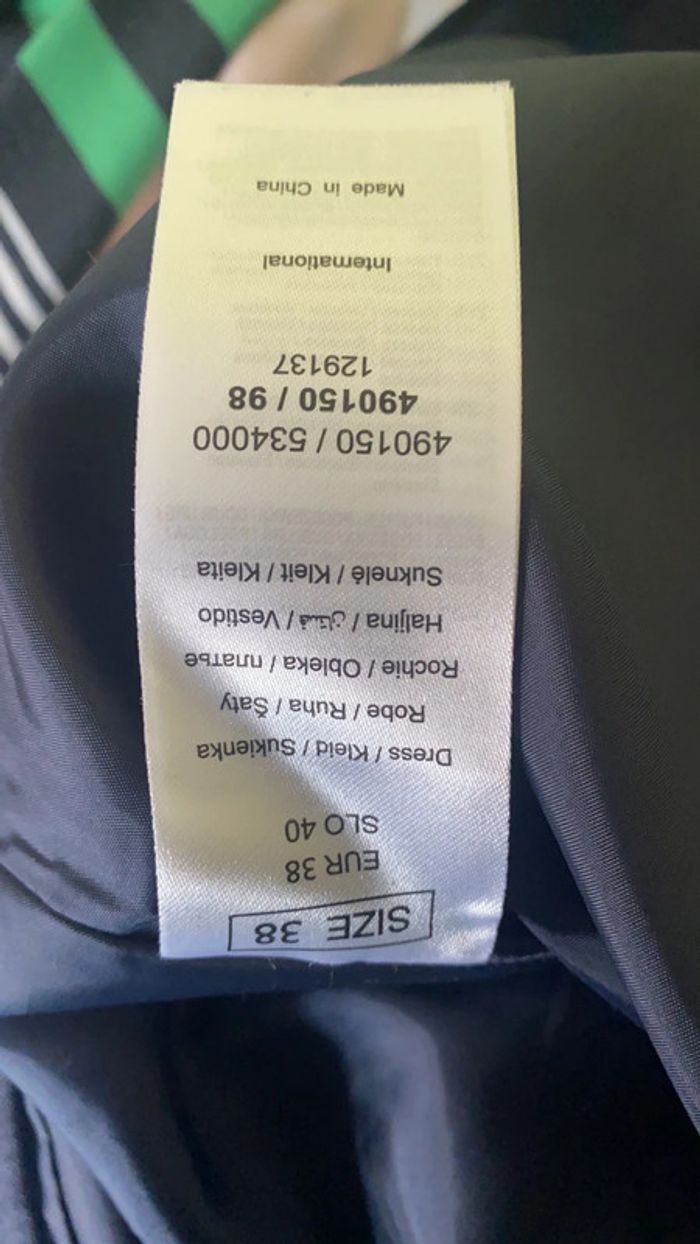 SIZE 38
EUR 38
SLO 40
Dress / Kleid / Sukienka
Robe / Ruha / Šaty
Rochie / Obleka / платье
Haljina / فستان / Vestido
Suknelė / Kleit / Kleita
490150 / 534000
490150 / 98
129137
International
Made in China